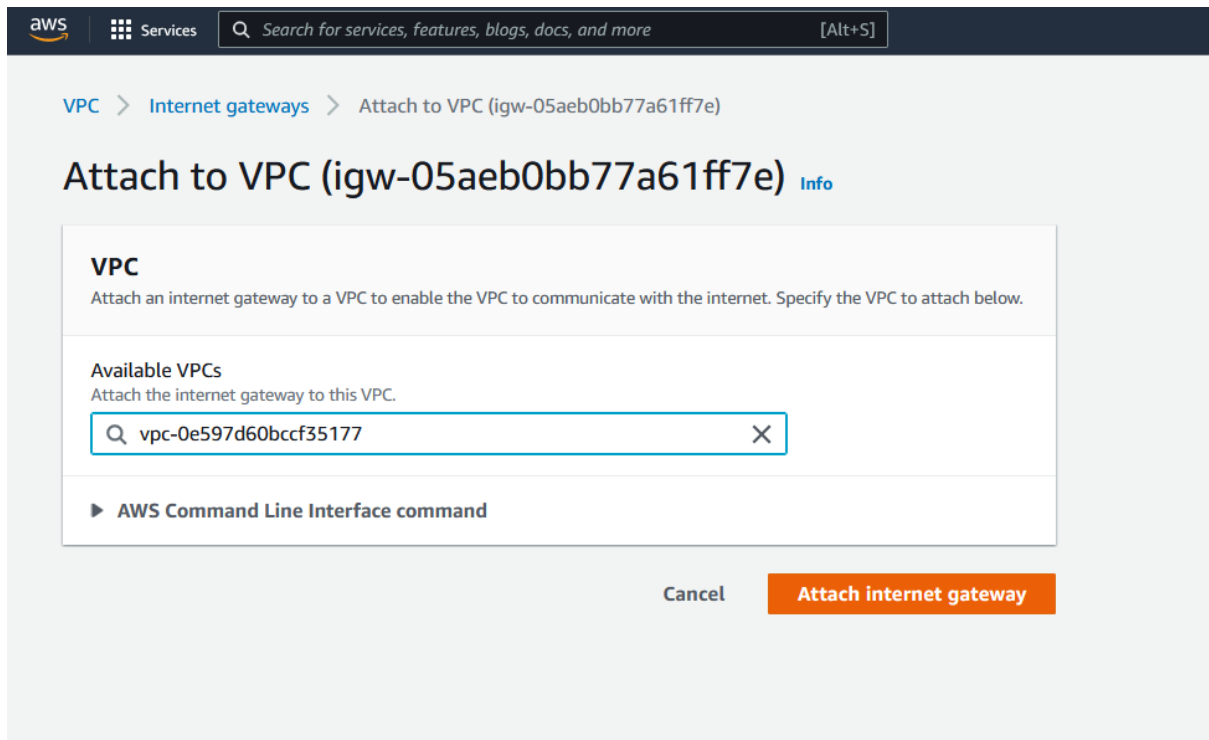 aws Services Search for services, features, blogs, docs, and more [Alt+S]
VPC > Internet gateways > Attach to VPC (igw-05aeb0bb77a61ff7e)
Attach to VPC (igw-05aeb0bb77a61ff7e) Info
VPC
Attach an internet gateway to a VPC to enable the VPC to communicate with the internet. Specify the VPC to attach below.
Available VPCs
Attach the internet gateway to this VPC.
vpc-0e597d60bccf35177
AWS Command Line Interface command
Cancel Attach internet gateway